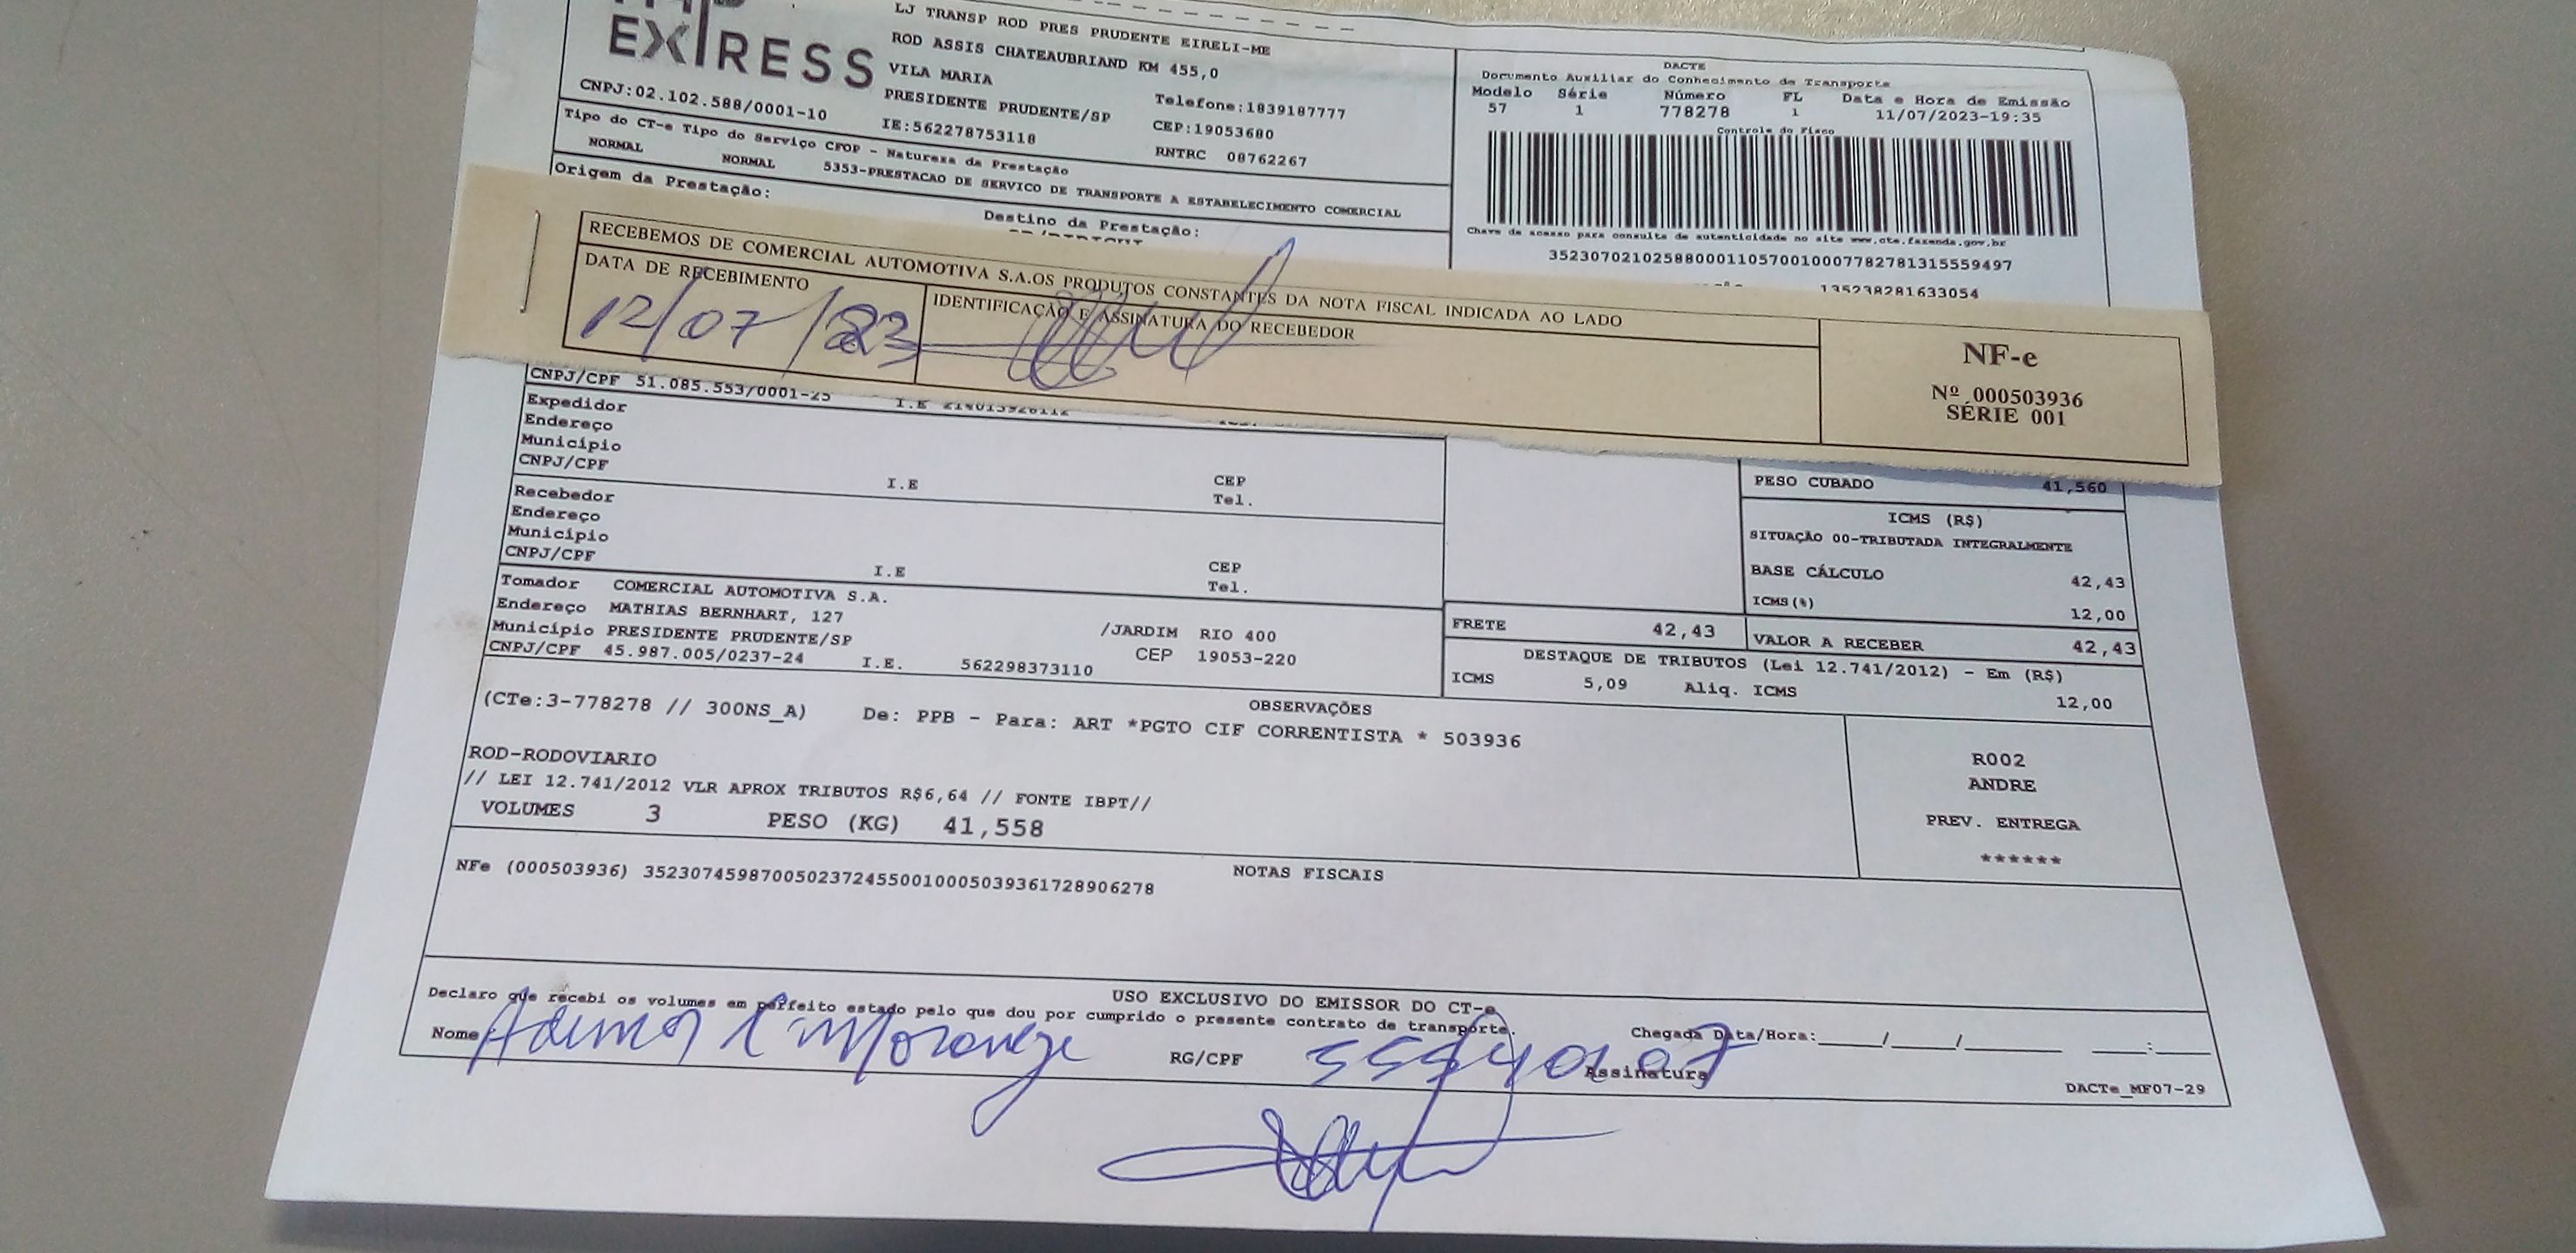 EXPRESS
LJ TRANSP ROD PRES PRUDENTE EIRELI-ME
ROD ASSIS CHATEAUBRIAND KM 455,0
VILA MARIA
PRESIDENTE PRUDENTE/SP
Telefone:1839187777
CNPJ:02.102.588/0001-10
IE:562278753118
CEP:19053680
RNTRC 08762267
Tipo do CT-e Tipo do Serviço CFOP - Natureza da Prestação
NORMAL NORMAL 5353-PRESTACAO DE SERVICO DE TRANSPORTE A ESTABELECIMENTO COMERCIAL
Origem da Prestação:
Destino da Prestação:
DACTE
Documento Auxiliar do Conhecimento de Transporte
Modelo Série Número FL Data e Hora de Emissão
57 1 778278 1 11/07/2023-19:35
Controle do Fisco
Chave de acesso para consulta de autenticidade no site www.cte.fazenda.gov.br
35230702102588000110570010007782781315559497
135238281633054
RECEBEMOS DE COMERCIAL AUTOMOTIVA S.A.OS PRODUTOS CONSTANTES DA NOTA FISCAL INDICADA AO LADO
DATA DE RECEBIMENTO
12/07/23
IDENTIFICAÇÃO E ASSINATURA DO RECEBEDOR
NF-e
Nº 000503936
SÉRIE 001
CNPJ/CPF 51.085.553/0001-25 I.E
Expedidor
Endereço
Município
CNPJ/CPF
I.E
CEP
Tel.
Recebedor
Endereço
Município
CNPJ/CPF
I.E
CEP
Tel.
Tomador COMERCIAL AUTOMOTIVA S.A.
Endereço MATHIAS BERNHART, 127 /JARDIM RIO 400
Município PRESIDENTE PRUDENTE/SP CEP 19053-220
CNPJ/CPF 45.987.005/0237-24 I.E. 562298373110
PESO CUBADO 41,560
ICMS (R$)
SITUAÇÃO 00-TRIBUTADA INTEGRALMENTE
BASE CÁLCULO 42,43
ICMS(%) 12,00
FRETE 42,43 VALOR A RECEBER 42,43
DESTAQUE DE TRIBUTOS (Lei 12.741/2012) - Em (R$)
ICMS 5,09 Aliq. ICMS 12,00
OBSERVAÇÕES
(CTe:3-778278 // 300NS_A) De: PPB - Para: ART *PGTO CIF CORRENTISTA * 503936
ROD-RODOVIARIO
// LEI 12.741/2012 VLR APROX TRIBUTOS R$6,64 // FONTE IBPT//
VOLUMES 3 PESO (KG) 41,558
R002
ANDRE
PREV. ENTREGA
******
NOTAS FISCAIS
NFe (000503936) 35230745987005023724550010005039361728906278
USO EXCLUSIVO DO EMISSOR DO CT-e
Declaro que recebi os volumes em perfeito estado pelo que dou por cumprido o presente contrato de transporte.
Nome
RG/CPF
Chegada Data/Hora:_____/_____/_______ ____:____
Assinatura
DACTe_MF07-29